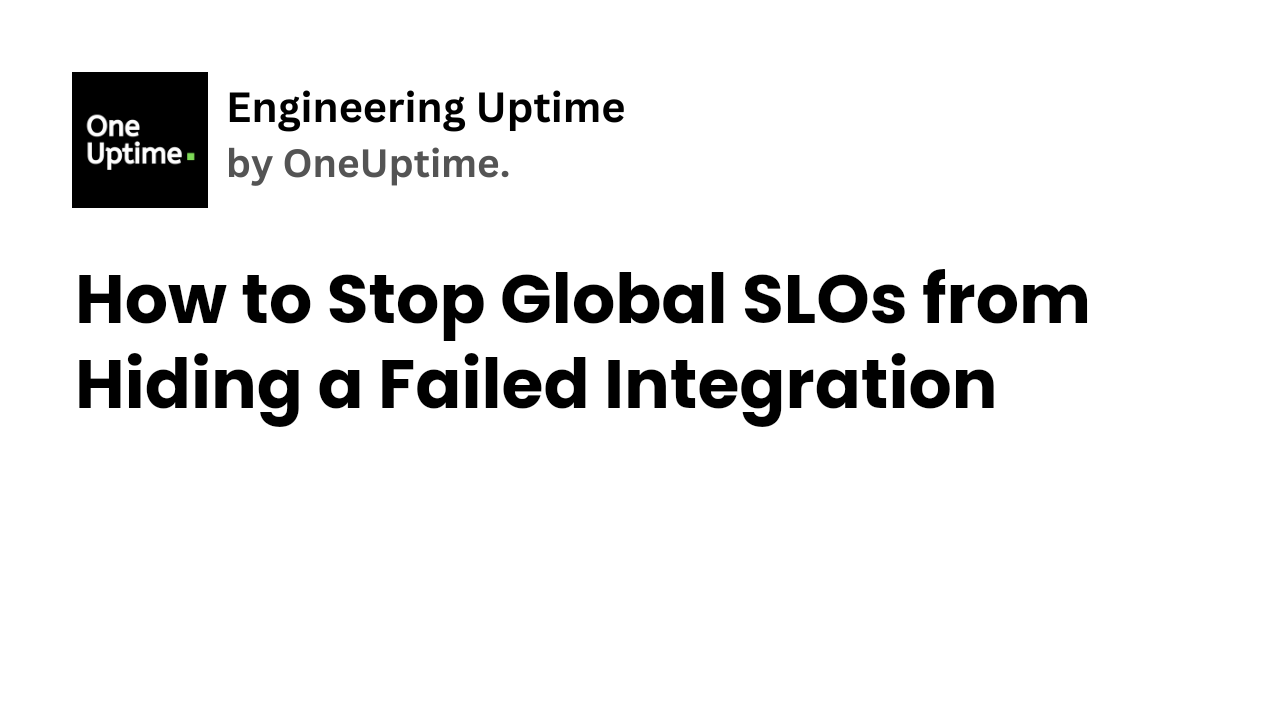 One
Uptime
Engineering Uptime
by OneUptime.
How to Stop Global SLOs from
Hiding a Failed Integration